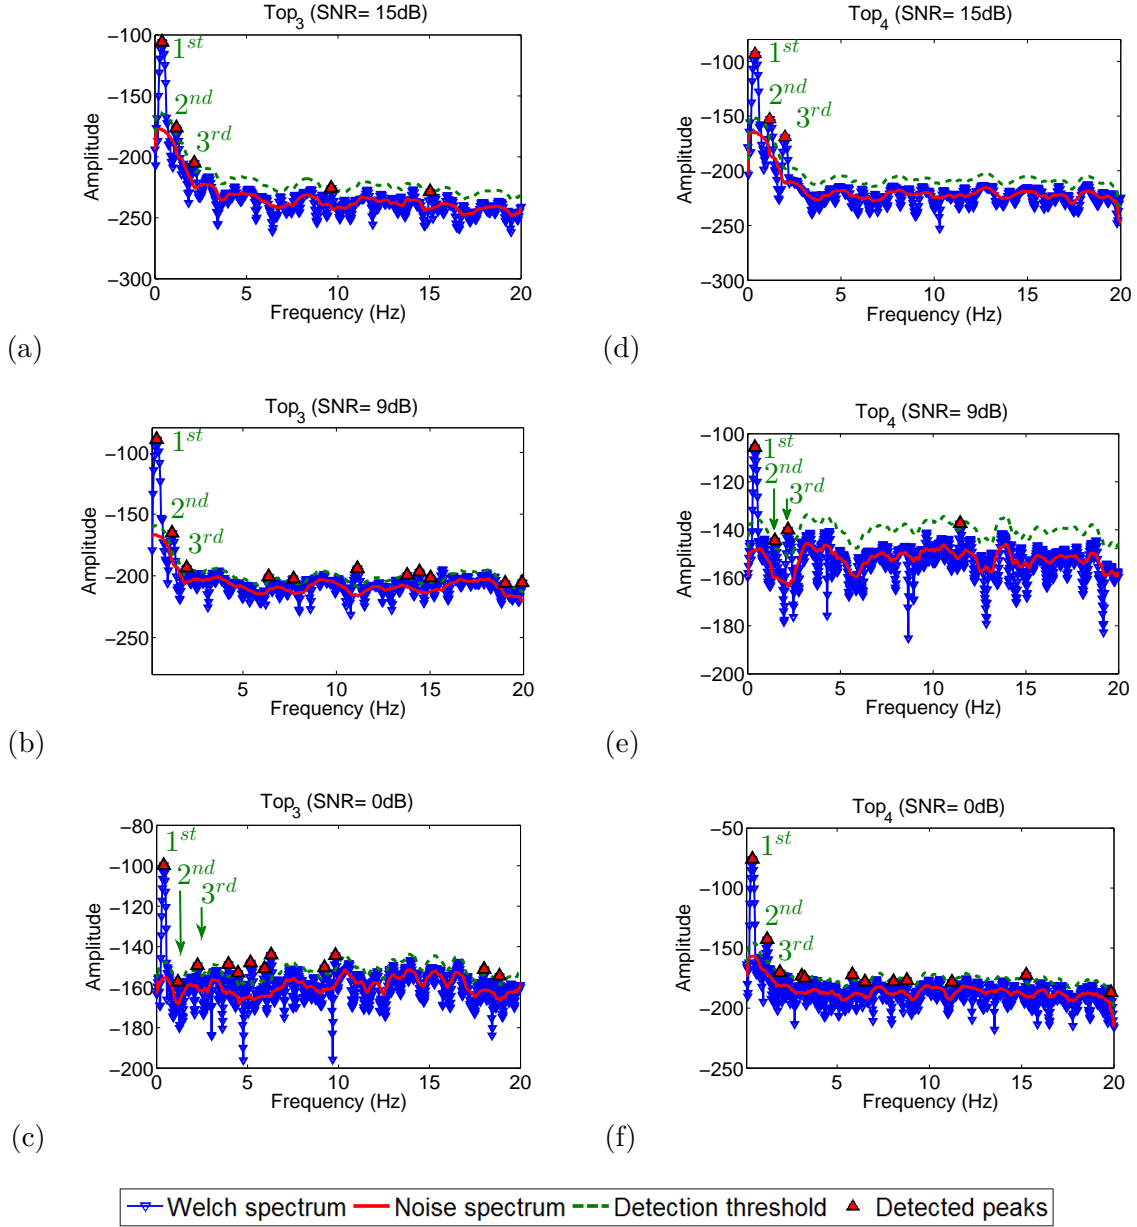 Top3 (SNR= 15dB)
Amplitude
−100
−150
−200
−250
−300
1st
2nd
3rd
0 5 10 15 20
Frequency (Hz)
(a)
Top4 (SNR= 15dB)
Amplitude
−100
−150
−200
−250
−300
1st
2nd
3rd
0 5 10 15 20
Frequency (Hz)
(d)
Top3 (SNR= 9dB)
Amplitude
−100
−150
−200
−250
1st
2nd
3rd
5 10 15 20
Frequency (Hz)
(b)
Top4 (SNR= 9dB)
Amplitude
−100
−120
−140
−160
−180
−200
1st
2nd
3rd
0 5 10 15 20
Frequency (Hz)
(e)
Top3 (SNR= 0dB)
Amplitude
−80
−100
−120
−140
−160
−180
−200
1st
2nd
3rd
0 5 10 15 20
Frequency (Hz)
(c)
Top4 (SNR= 0dB)
Amplitude
−50
−100
−150
−200
−250
1st
2nd
3rd
5 10 15 20
Frequency (Hz)
(f)
Welch spectrum Noise spectrum Detection threshold Detected peaks